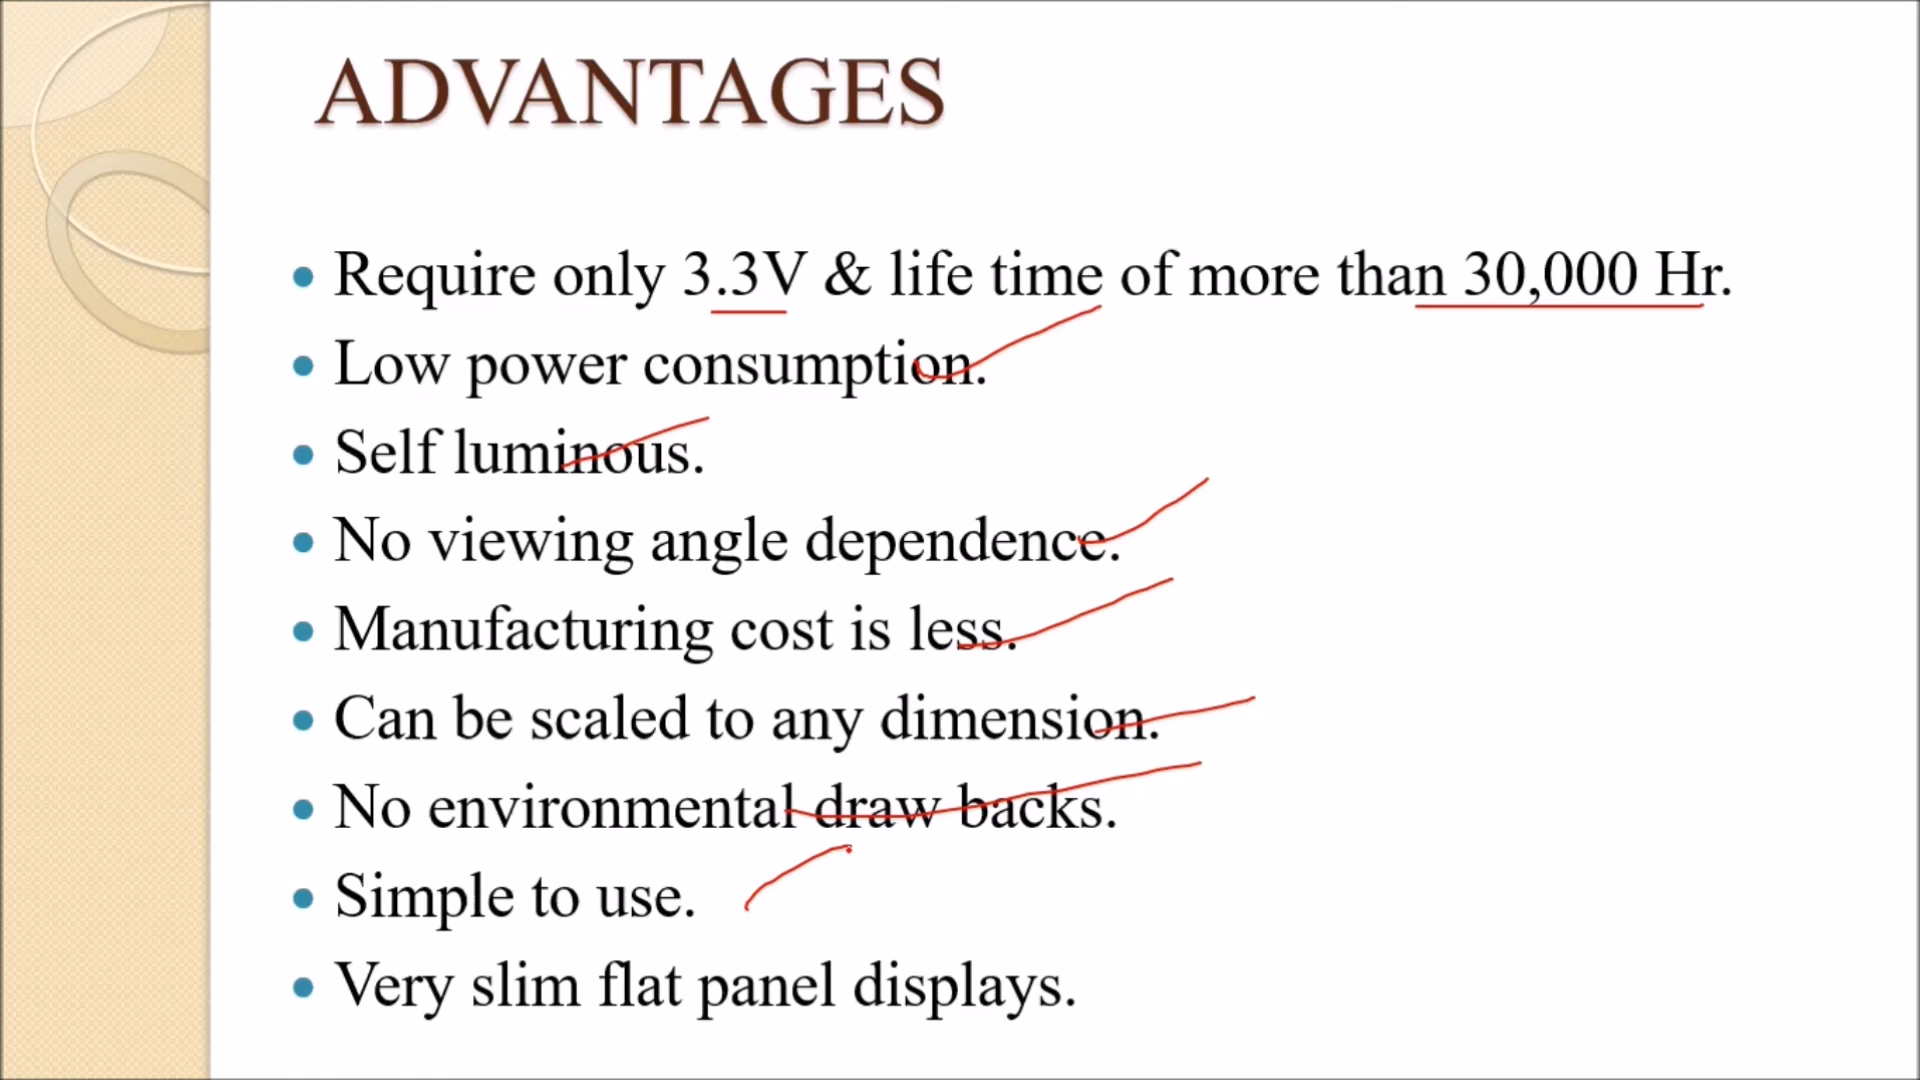 ADVANTAGES
• Require only 3.3V & life time of more than 30,000 Hr.
• Low power consumption.
• Self luminous.
• No viewing angle dependence.
• Manufacturing cost is less.
• Can be scaled to any dimension.
• No environmental draw backs.
• Simple to use.
• Very slim flat panel displays.